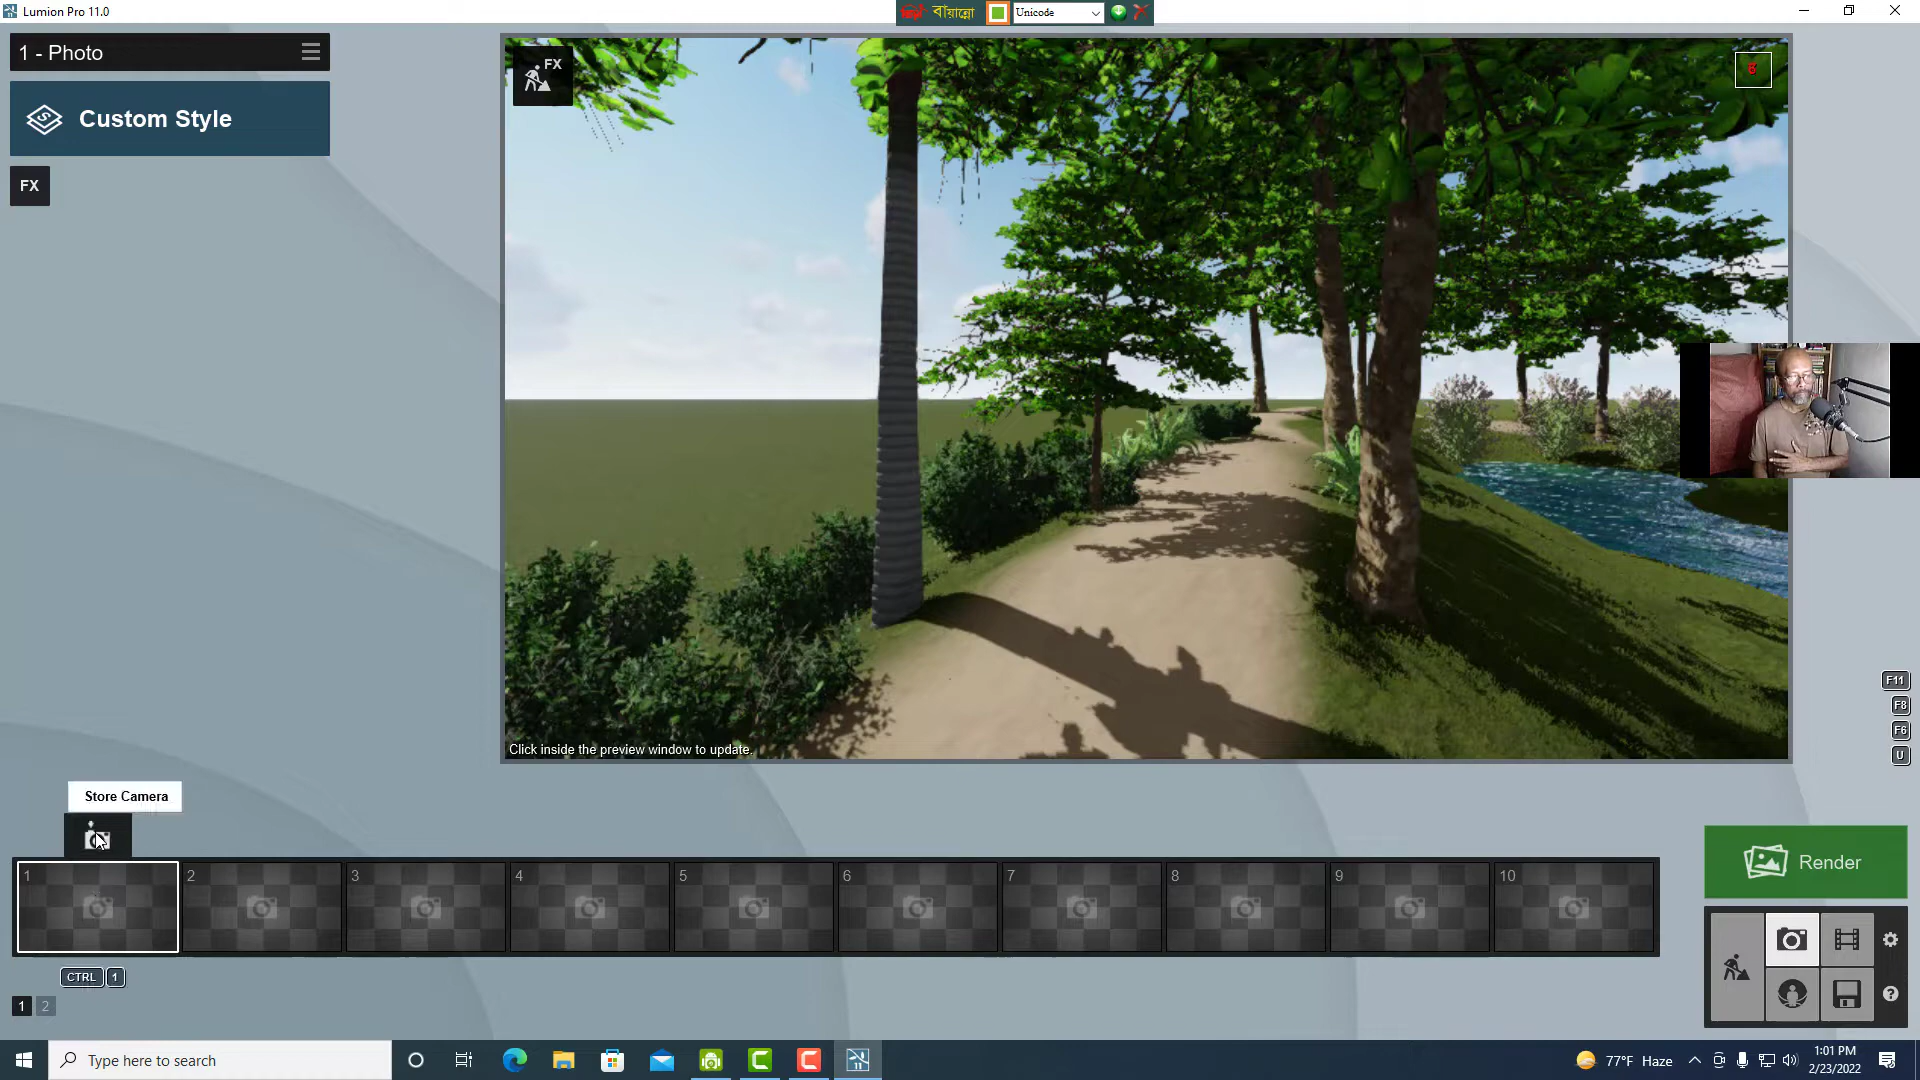 Lumion Pro 11.0
বায়ান্নো
Unicode
1 - Photo
Custom Style
FX
FX
6
Click inside the preview window to update.
F11
F8
F6
U
Store Camera
1
2
3
4
5
6
7
8
9
10
Render
CTRL
1
1
2
Type here to search
77°F Haze
1:01 PM
2/23/2022